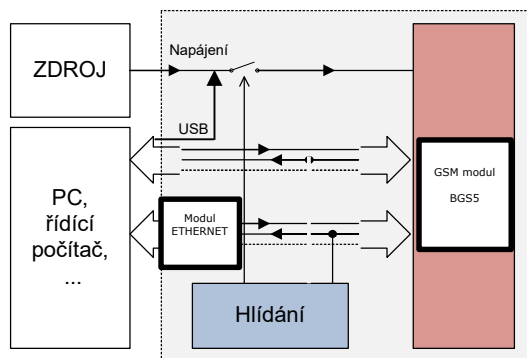 ZDROJ
Napájení
USB
PC,
řídící
počítač,
...
Modul
ETHERNET
GSM modul
BGS5
Hlídání